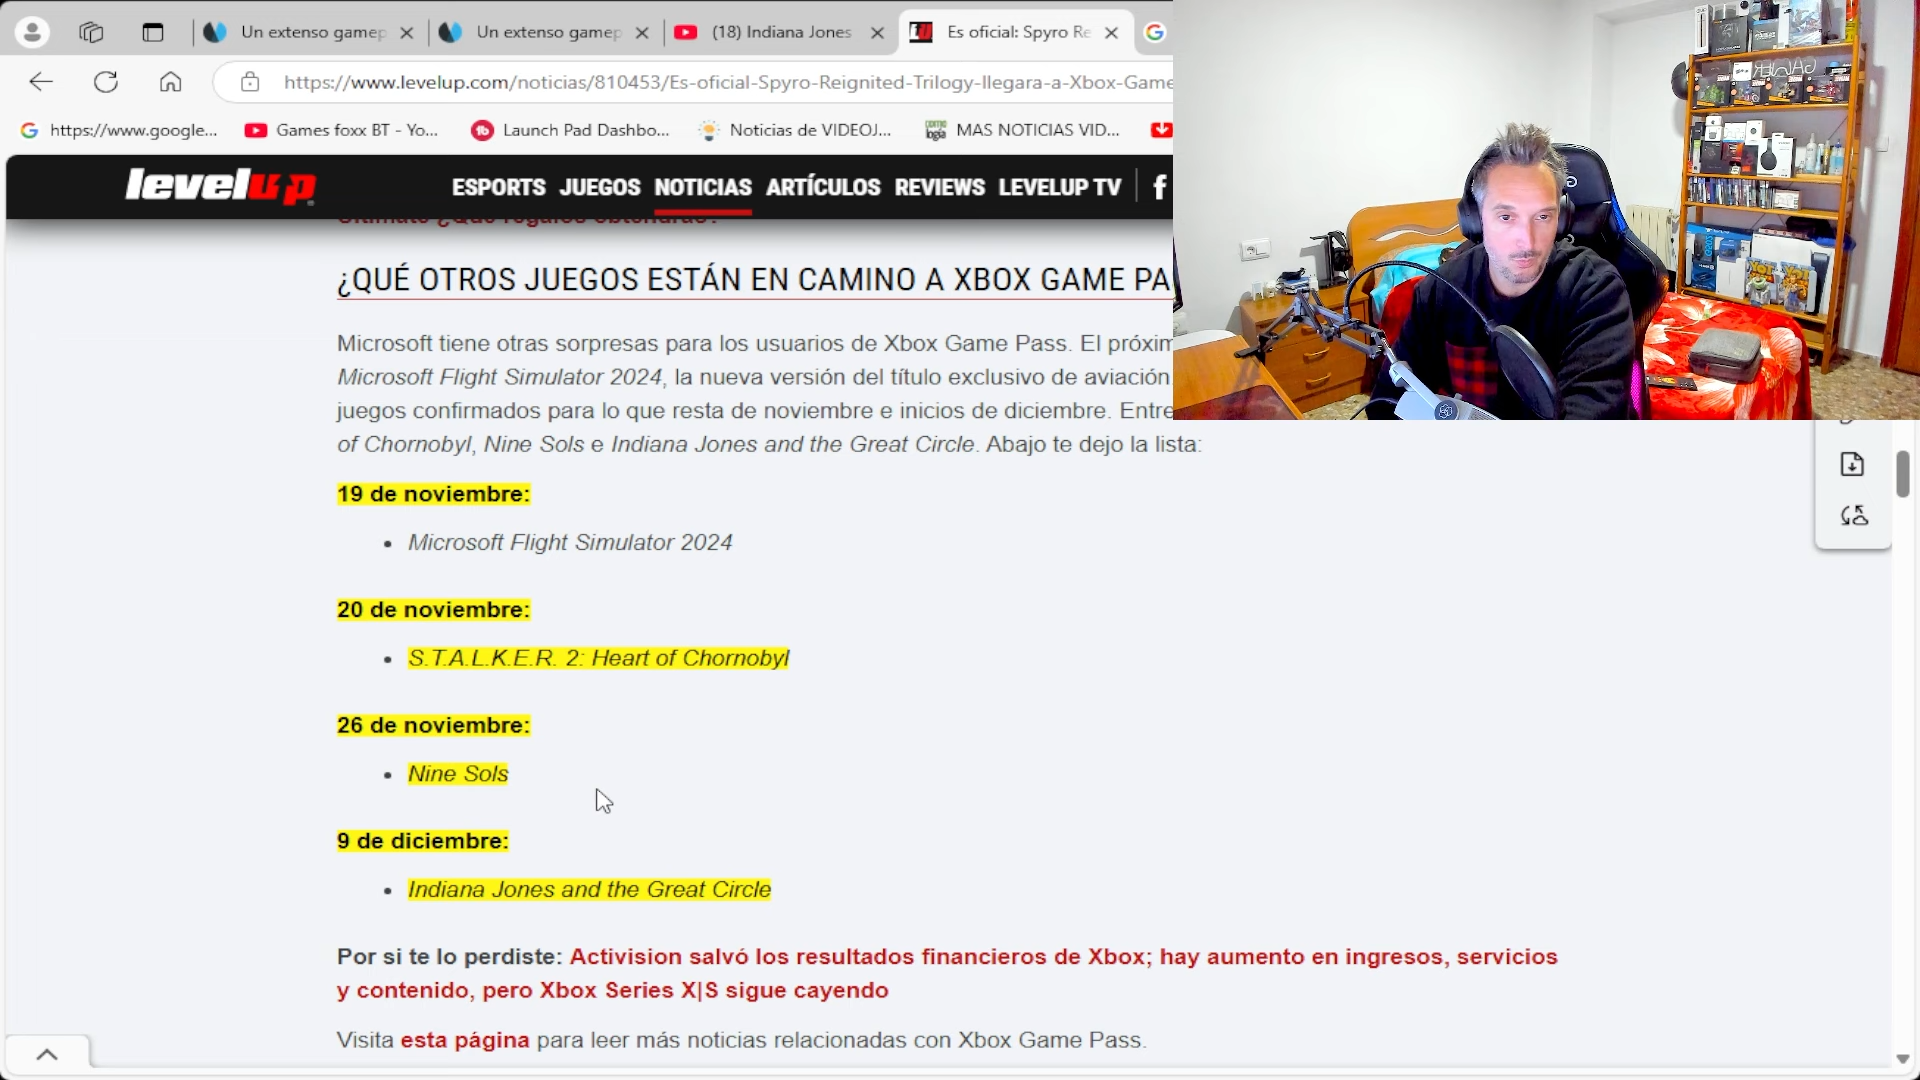 Un extenso gamep
Un extenso gamep
(18) Indiana Jones
Es oficial: Spyro Re
https://www.levelup.com/noticias/810453/Es-oficial-Spyro-Reignited-Trilogy-llegara-a-Xbox-Game
https://www.google...
Games foxx BT - Yo...
Launch Pad Dashbo...
Noticias de VIDEOJ...
MAS NOTICIAS VID...
levelup
ESPORTS JUEGOS NOTICIAS ARTÍCULOS REVIEWS LEVELUP TV
¿QUÉ OTROS JUEGOS ESTÁN EN CAMINO A XBOX GAME PA
Microsoft tiene otras sorpresas para los usuarios de Xbox Game Pass. El próxim
Microsoft Flight Simulator 2024, la nueva versión del título exclusivo de aviación
juegos confirmados para lo que resta de noviembre e inicios de diciembre. Entre
of Chornobyl, Nine Sols e Indiana Jones and the Great Circle. Abajo te dejo la lista:
19 de noviembre:
• Microsoft Flight Simulator 2024
20 de noviembre:
• S.T.A.L.K.E.R. 2: Heart of Chornobyl
26 de noviembre:
• Nine Sols
9 de diciembre:
• Indiana Jones and the Great Circle
Por si te lo perdiste: Activision salvó los resultados financieros de Xbox; hay aumento en ingresos, servicios
y contenido, pero Xbox Series X|S sigue cayendo
Visita esta página para leer más noticias relacionadas con Xbox Game Pass.